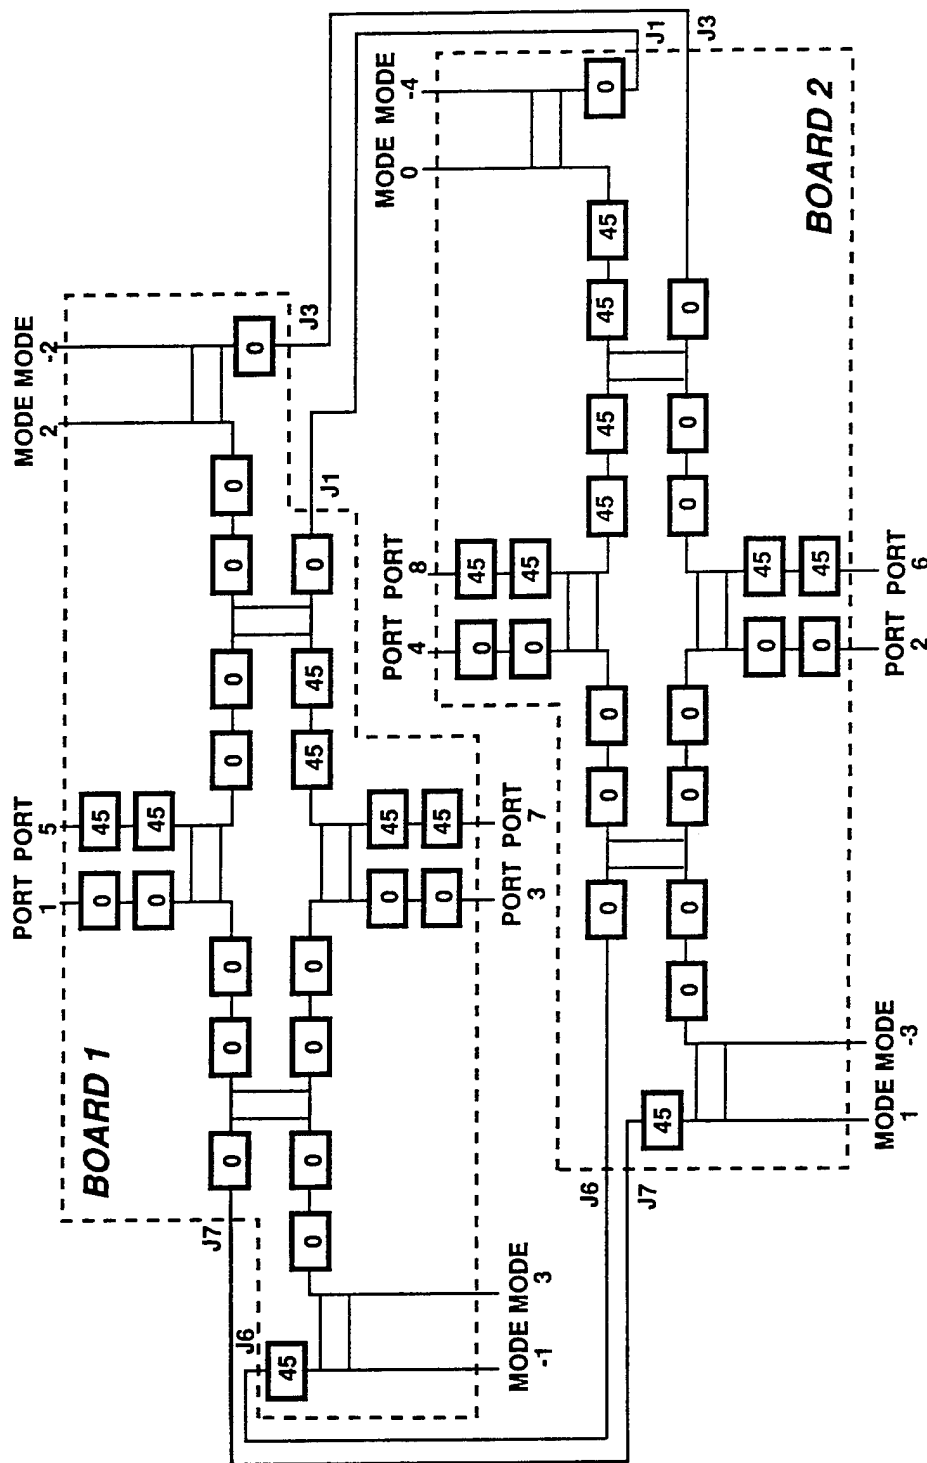 PORT PORT
1 5
MODE MODE
2 -2
BOARD 1
0 45
0 45
J7
0 0 0 0 0 0 0
J6
0
J3
45
0 0 0 0 45 45 0
J1
0 45
0 45
PORT PORT
3 7
MODE MODE
-1 3
PORT PORT
4 8
MODE MODE
0 -4
0 45
0 45
J6
0 0 0 45 45 45 45 0
J7
J1
45
0 0 0 0 0 0 0
J3
0 45
0 45
BOARD 2
MODE MODE
1 -3
PORT PORT
2 6